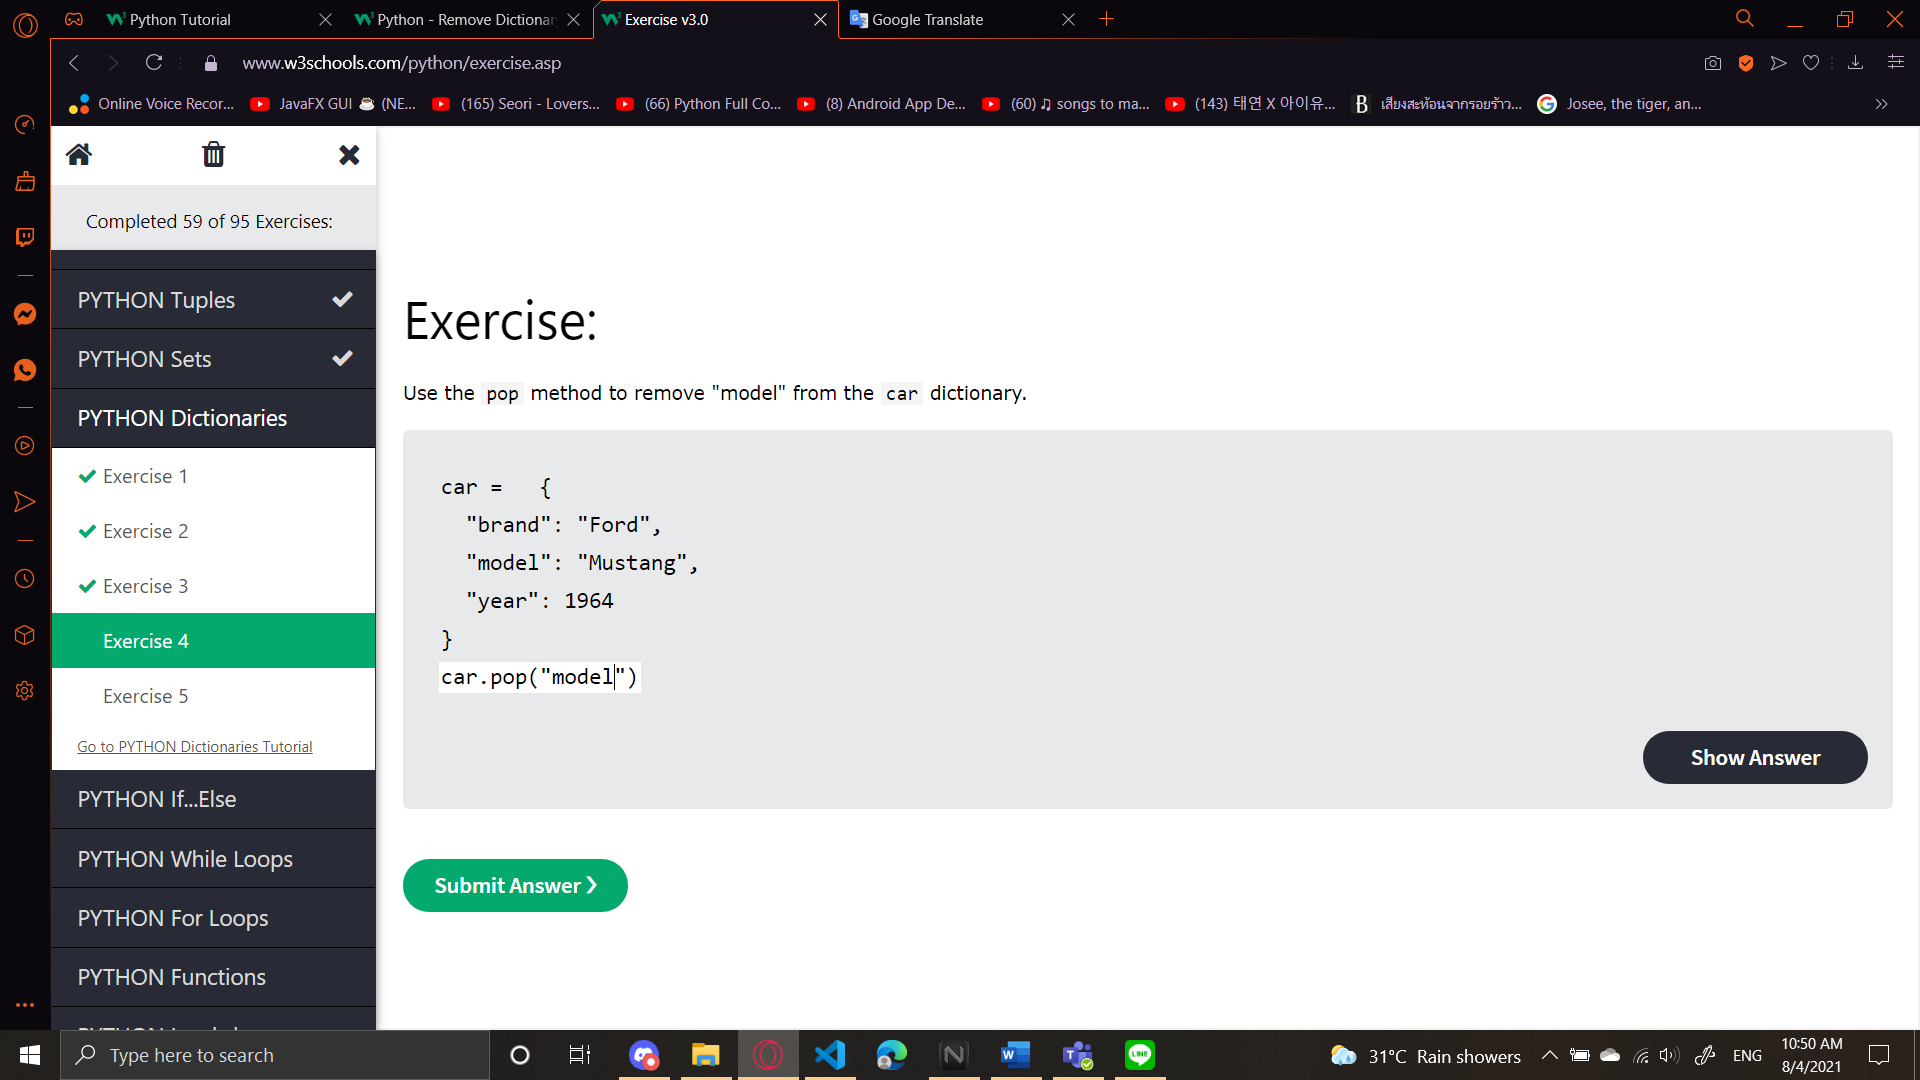 Python Tutorial
Python - Remove Dictionar
Exercise v3.0
Google Translate
www.w3schools.com/python/exercise.asp
Online Voice Recor...
JavaFX GUI ☕ (NE...
(165) Seori - Lovers...
(66) Python Full Co...
(8) Android App De...
(60) ♫ songs to ma...
(143) 태연 X 아이유...
เสียงสะท้อนจากรอยร้าว...
Josee, the tiger, an...
Completed 59 of 95 Exercises:
PYTHON Tuples
PYTHON Sets
PYTHON Dictionaries
Exercise 1
Exercise 2
Exercise 3
Exercise 4
Exercise 5
Go to PYTHON Dictionaries Tutorial
PYTHON If...Else
PYTHON While Loops
PYTHON For Loops
PYTHON Functions
Exercise:
Use the pop method to remove "model" from the car dictionary.
car =   {
  "brand": "Ford",
  "model": "Mustang",
  "year": 1964
}
car.pop("model")
Show Answer
Submit Answer ❯
Type here to search
31°C Rain showers
ENG
10:50 AM
8/4/2021